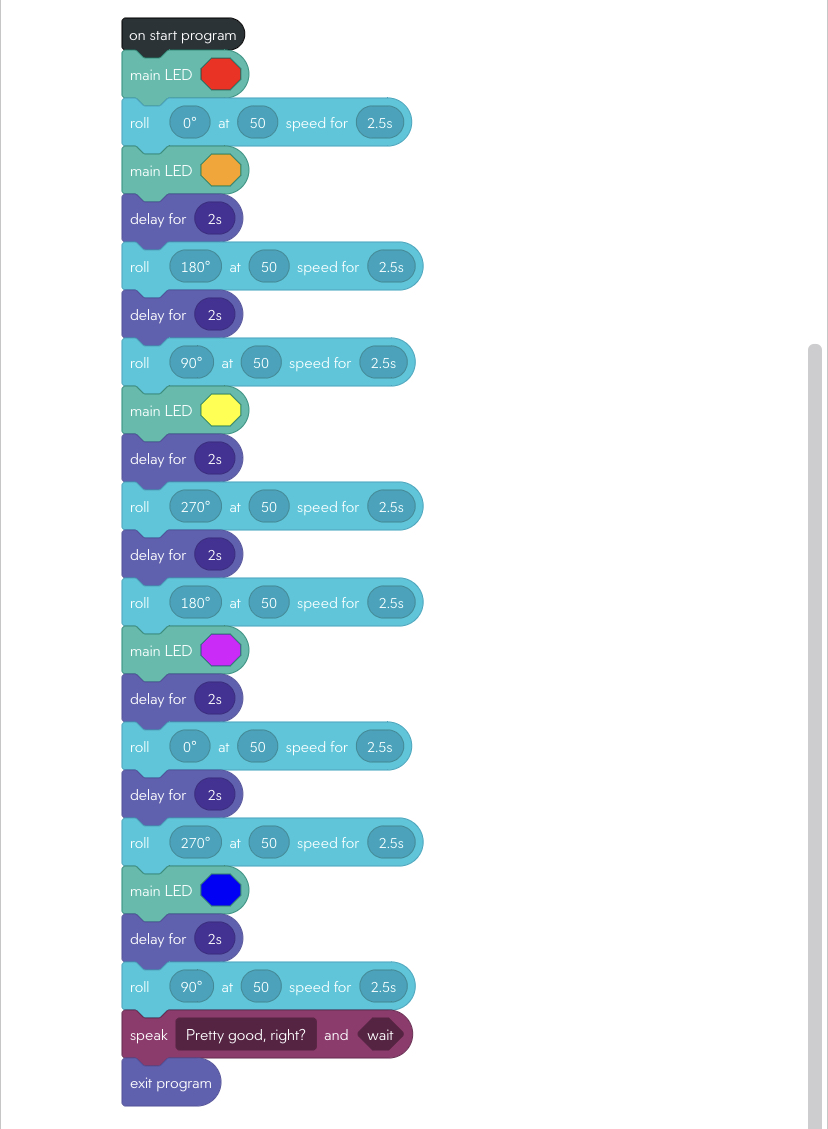 on start program
main LED
roll 0° at 50 speed for 2.5s
main LED
delay for 2s
roll 180° at 50 speed for 2.5s
delay for 2s
roll 90° at 50 speed for 2.5s
main LED
delay for 2s
roll 270° at 50 speed for 2.5s
delay for 2s
roll 180° at 50 speed for 2.5s
main LED
delay for 2s
roll 0° at 50 speed for 2.5s
delay for 2s
roll 270° at 50 speed for 2.5s
main LED
delay for 2s
roll 90° at 50 speed for 2.5s
speak Pretty good, right? and wait
exit program